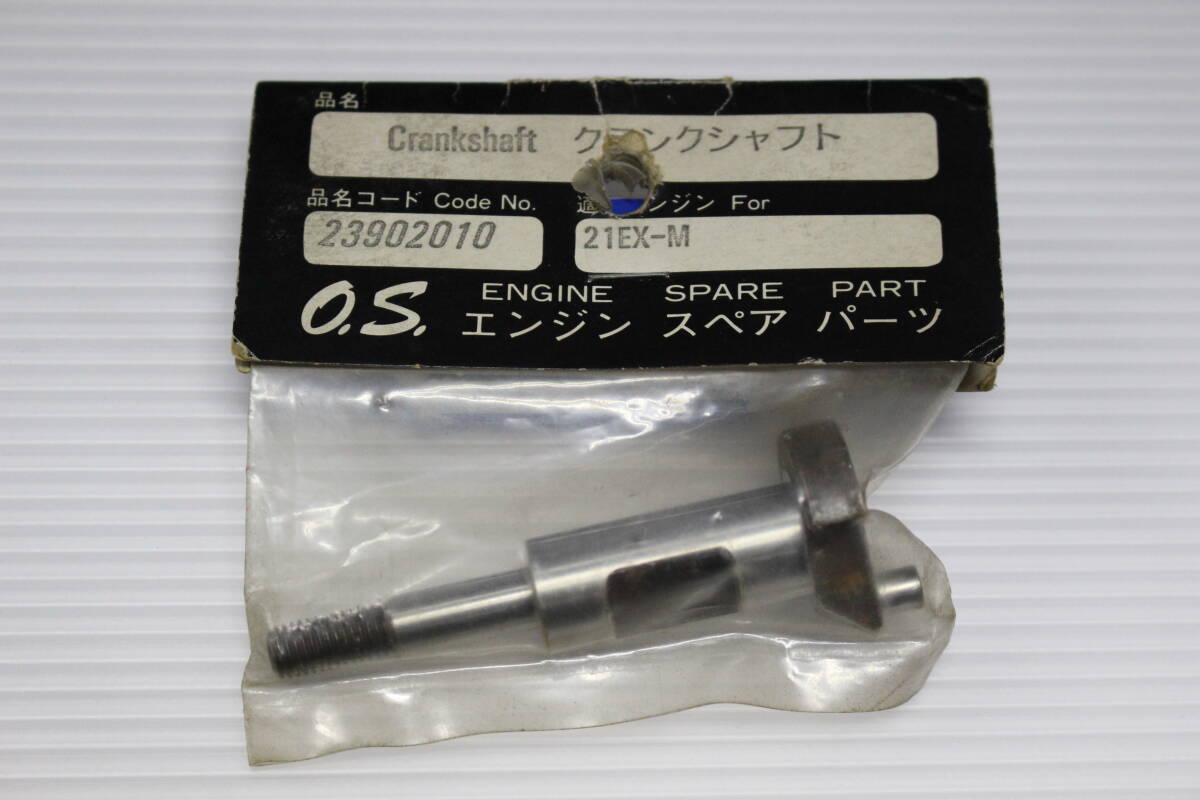 品名
Crankshaft クランクシャフト
品名コード Code No. 適 ンジン For
23902010 21EX-M
O.S. ENGINE SPARE PART
エンジン スペア パーツ